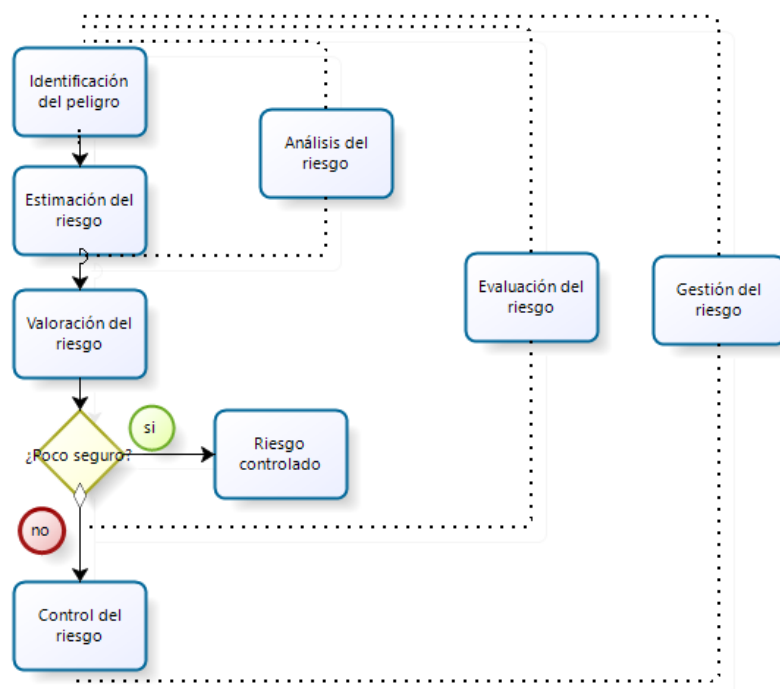 Identificación
del peligro
Análisis del
riesgo
Estimación del
riesgo
Evaluación del
riesgo
Gestión del
riesgo
Valoración del
riesgo
si
¿Poco seguro?
Riesgo
controlado
no
Control del
riesgo